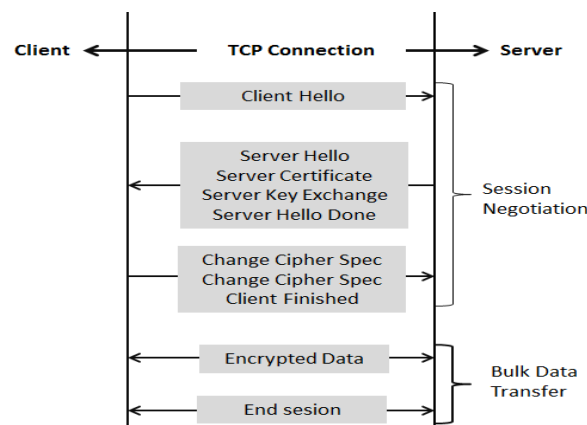 Client TCP Connection Server
Client Hello
Server Hello
Server Certificate
Server Key Exchange
Server Hello Done
Session
Negotiation
Change Cipher Spec
Change Cipher Spec
Client Finished
Encrypted Data
Bulk Data
Transfer
End sesion